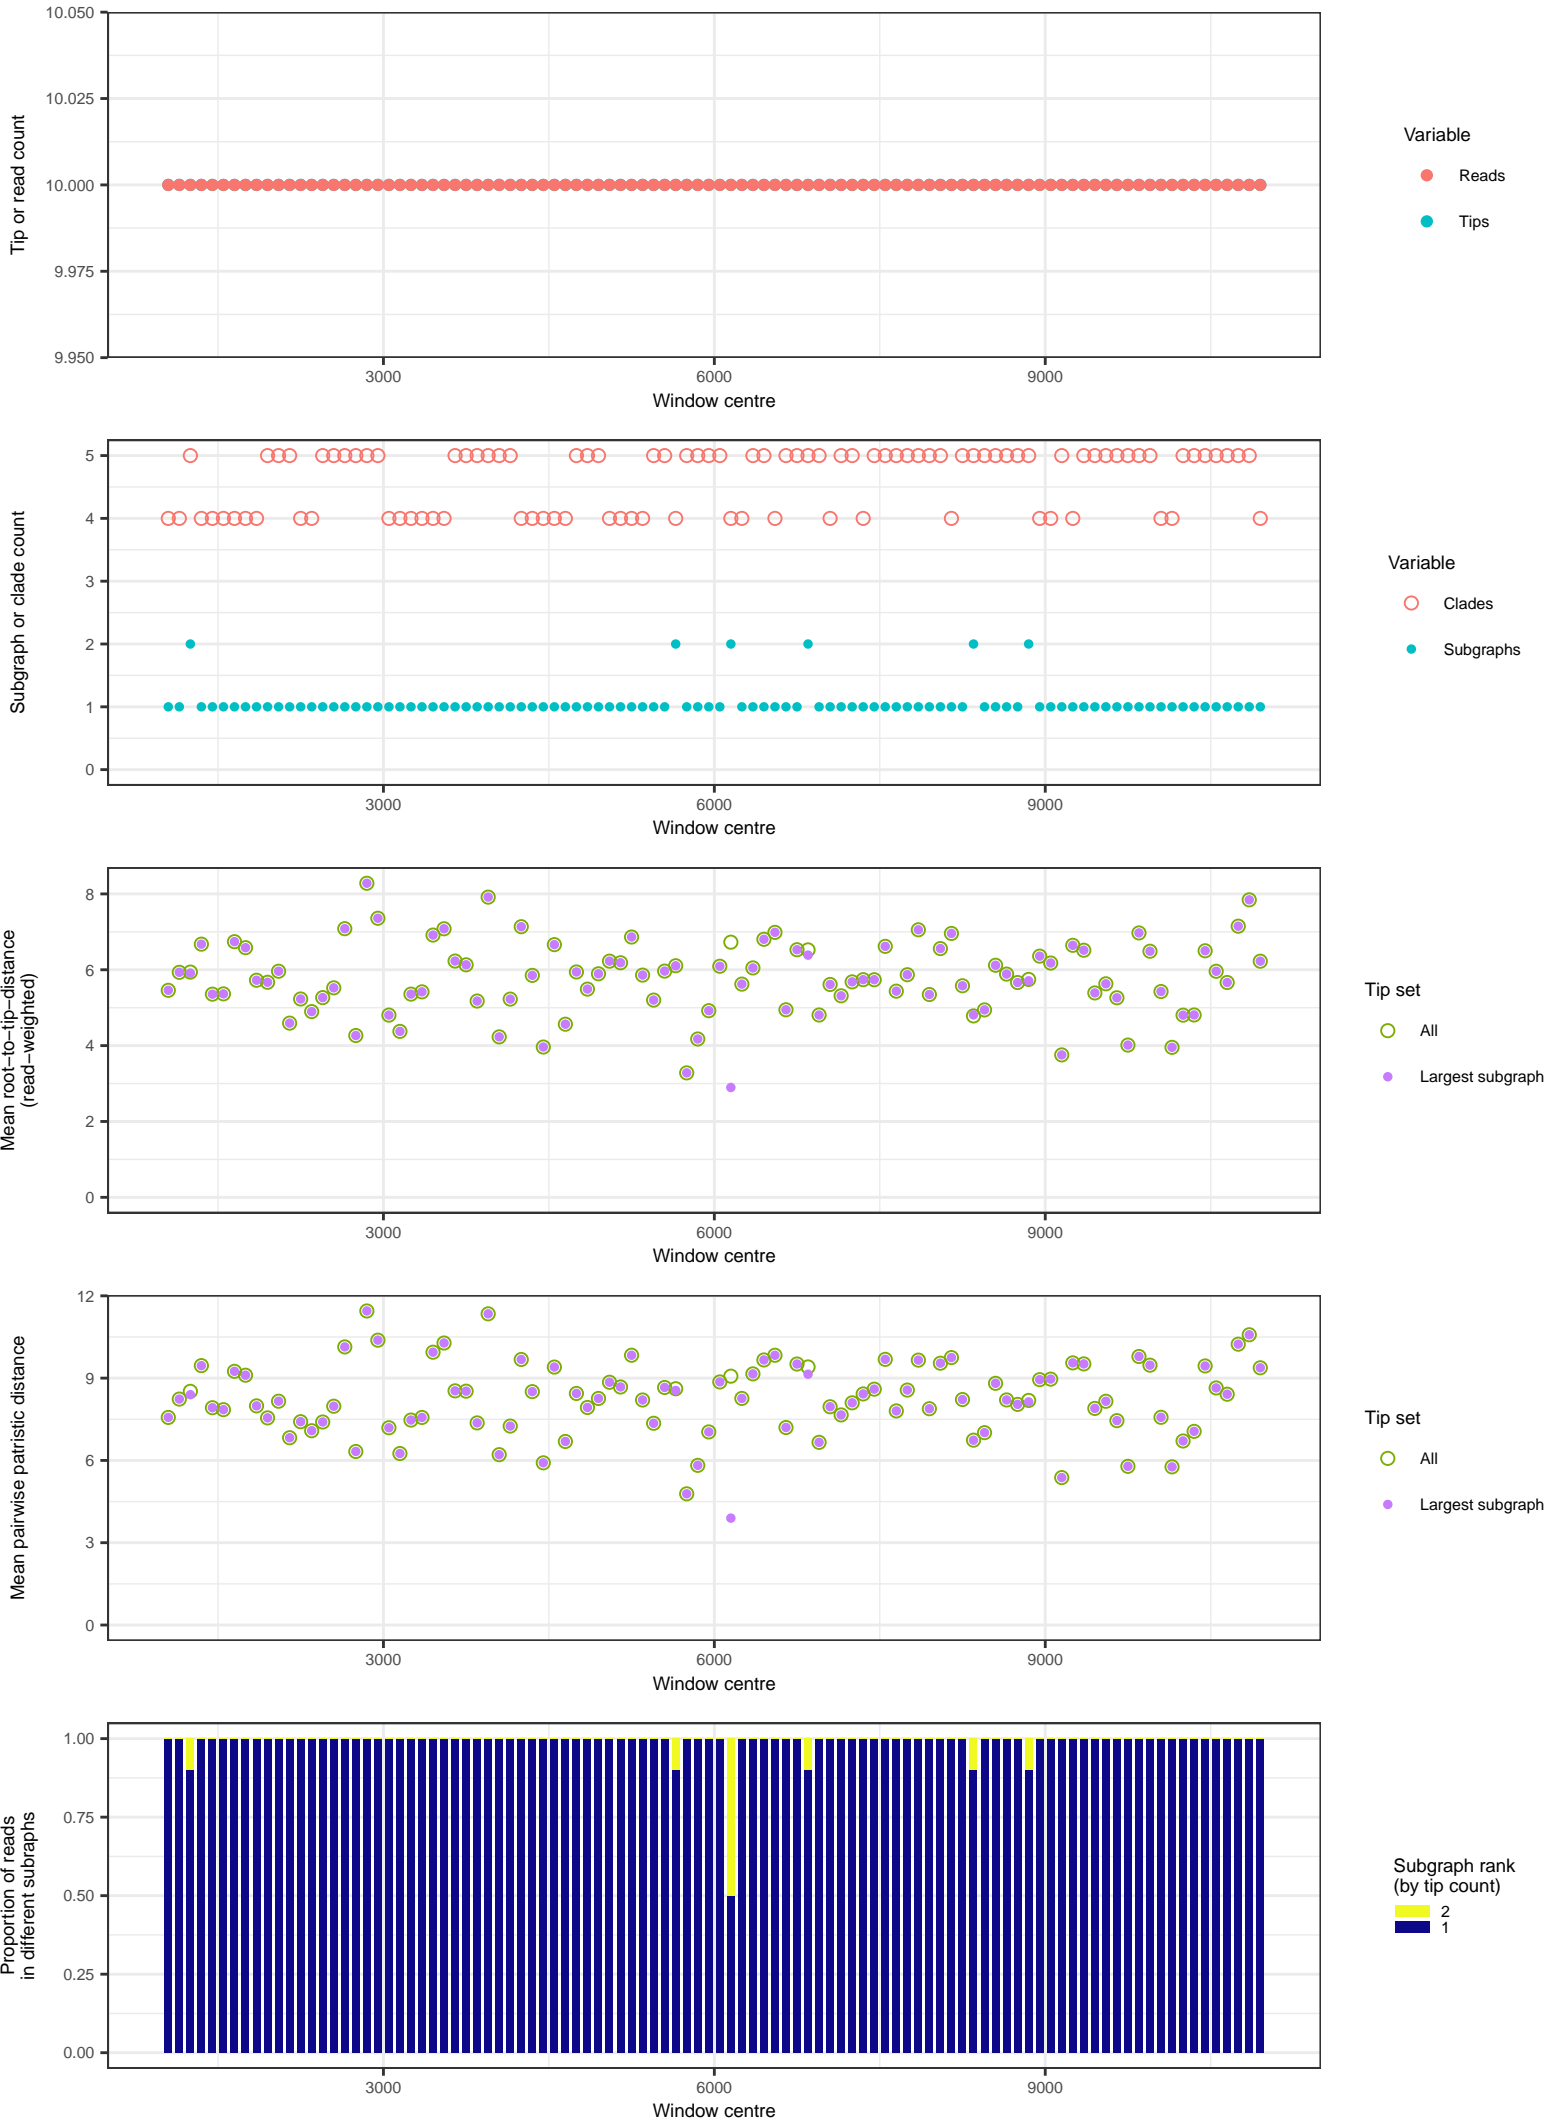 10.050
10.025
10.000
9.975
9.950
Tip or read count
3000 6000 9000
Window centre
Variable
Reads
Tips
5
4
3
2
1
0
Subgraph or clade count
3000 6000 9000
Window centre
Variable
Clades
Subgraphs
8
6
4
2
0
Mean root−to−tip−distance
(read−weighted)
3000 6000 9000
Window centre
Tip set
All
Largest subgraph
12
9
6
3
0
Mean pairwise patristic distance
3000 6000 9000
Window centre
Tip set
All
Largest subgraph
1.00
0.75
0.50
0.25
0.00
Proportion of reads
in different subraphs
3000 6000 9000
Window centre
Subgraph rank
(by tip count)
2
1